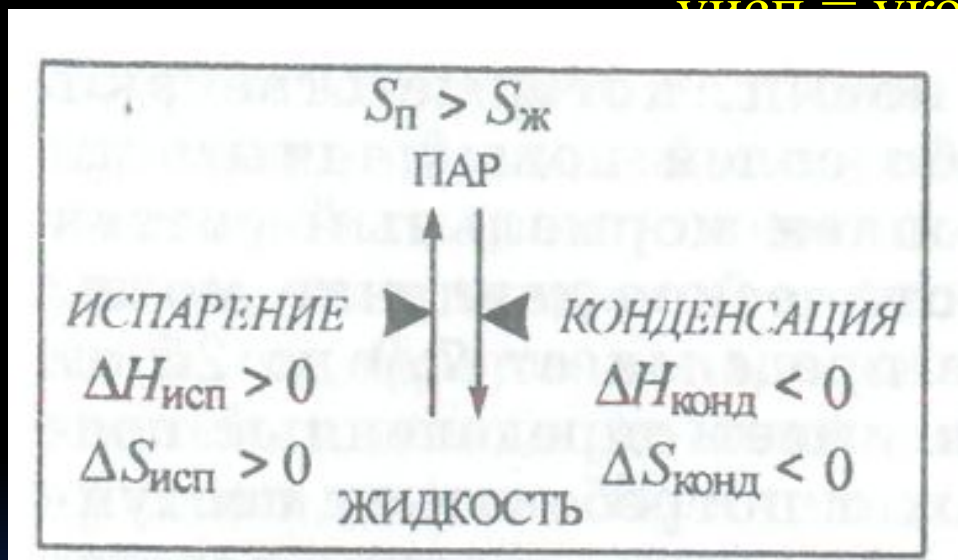 Sп > Sж
ПАР
ИСПАРЕНИЕ КОНДЕНСАЦИЯ
ΔHисп > 0 ΔHконд < 0
ΔSисп > 0 ΔSконд < 0
ЖИДКОСТЬ